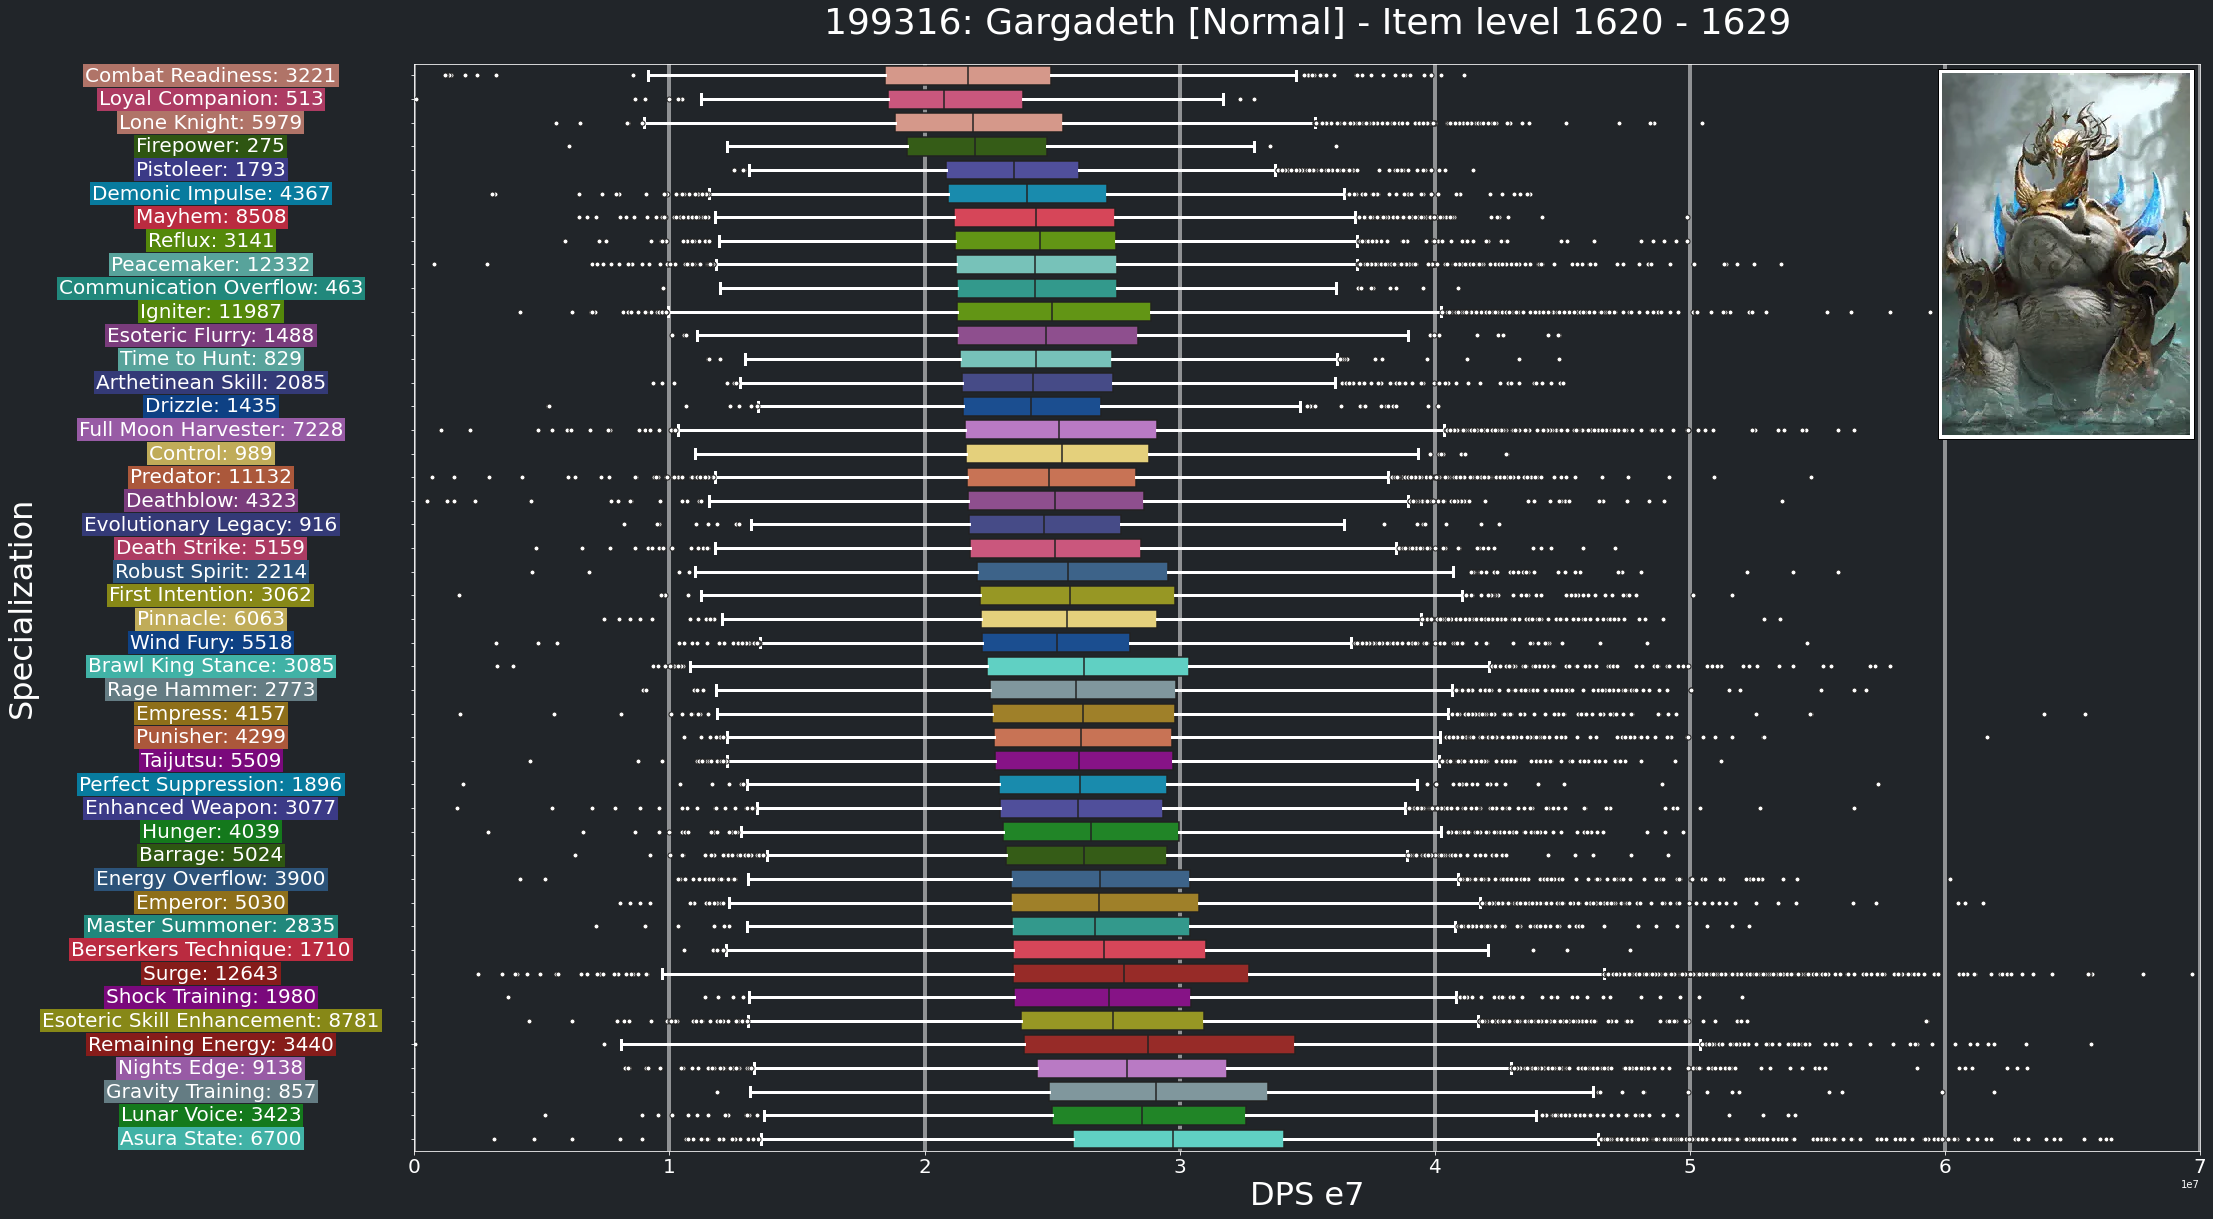 199316: Gargadeth [Normal] - Item level 1620 - 1629
Specialization
Combat Readiness: 3221
Loyal Companion: 513
Lone Knight: 5979
Firepower: 275
Pistoleer: 1793
Demonic Impulse: 4367
Mayhem: 8508
Reflux: 3141
Peacemaker: 12332
Communication Overflow: 463
Igniter: 11987
Esoteric Flurry: 1488
Time to Hunt: 829
Arthetinean Skill: 2085
Drizzle: 1435
Full Moon Harvester: 7228
Control: 989
Predator: 11132
Deathblow: 4323
Evolutionary Legacy: 916
Death Strike: 5159
Robust Spirit: 2214
First Intention: 3062
Pinnacle: 6063
Wind Fury: 5518
Brawl King Stance: 3085
Rage Hammer: 2773
Empress: 4157
Punisher: 4299
Taijutsu: 5509
Perfect Suppression: 1896
Enhanced Weapon: 3077
Hunger: 4039
Barrage: 5024
Energy Overflow: 3900
Emperor: 5030
Master Summoner: 2835
Berserkers Technique: 1710
Surge: 12643
Shock Training: 1980
Esoteric Skill Enhancement: 8781
Remaining Energy: 3440
Nights Edge: 9138
Gravity Training: 857
Lunar Voice: 3423
Asura State: 6700
0 1 2 3 4 5 6 7
1e7
DPS e7